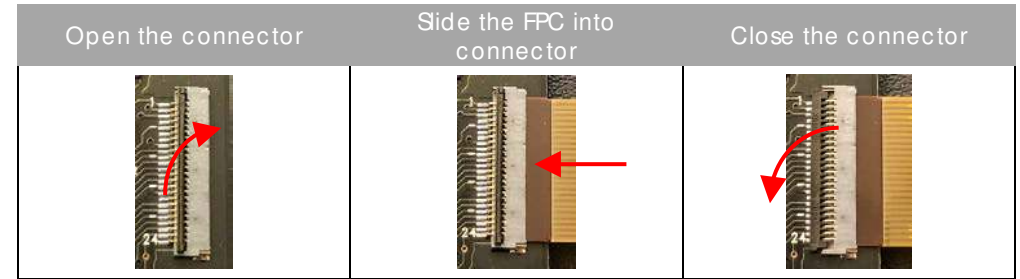 Open the connector
Slide the FPC into
connector
Close the connector
1
24
1
24
1
24